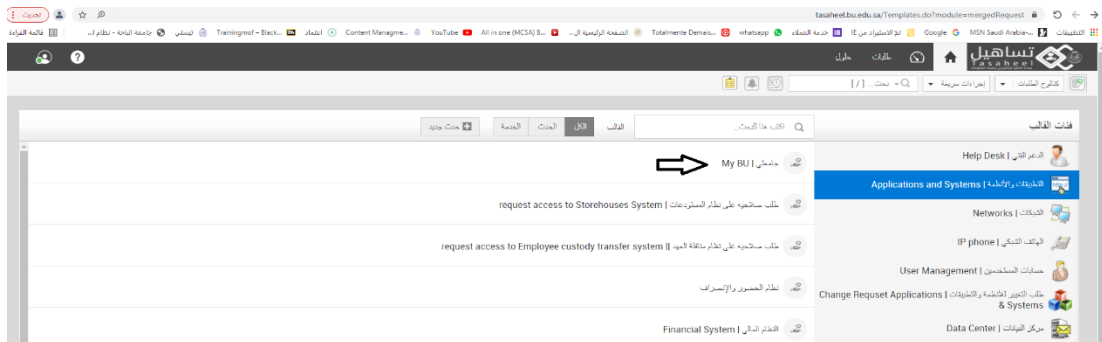 تحديث
tasaheel.bu.edu.sa/Templates.do?module=mergedRequest
التطبيقات MSN Saudi Arabia -... Google لقد تم الاستيراد من IE خدمة العملاء whatsapp Totalmente Demais... الصفحة الرئيسية ال... All in one (MCSA) B... YouTube Content Managme... اعتماد Trainingmof – Black... تيستي جامعة الباحة - نظام ا... قائمة القراءة
تساهيل طلبات حلول
Tasaheel
كتالوج الطلبات إجراءات سريعة بحث... [ / ]
فئات القالب اكتب هنا للبحث... القالب الكل الحدث الخدمة حدث جديد
الدعم الفني | Help Desk
التطبيقات والأنظمة | Applications and Systems
الشبكات | Networks
الهاتف الشبكي | IP phone
حسابات المستخدمين | User Management
طلب التغيير للأنظمة والتطبيقات | Change Requset Applications & Systems
مركز البيانات | Data Center
جامعتي | My BU
طلب صلاحيه على نظام المستودعات | request access to Storehouses System
طلب صلاحيه على نظام مناقلة العهد || request access to Employee custody transfer system
نظام الحضور والإنصراف
النظام المالي | Financial System